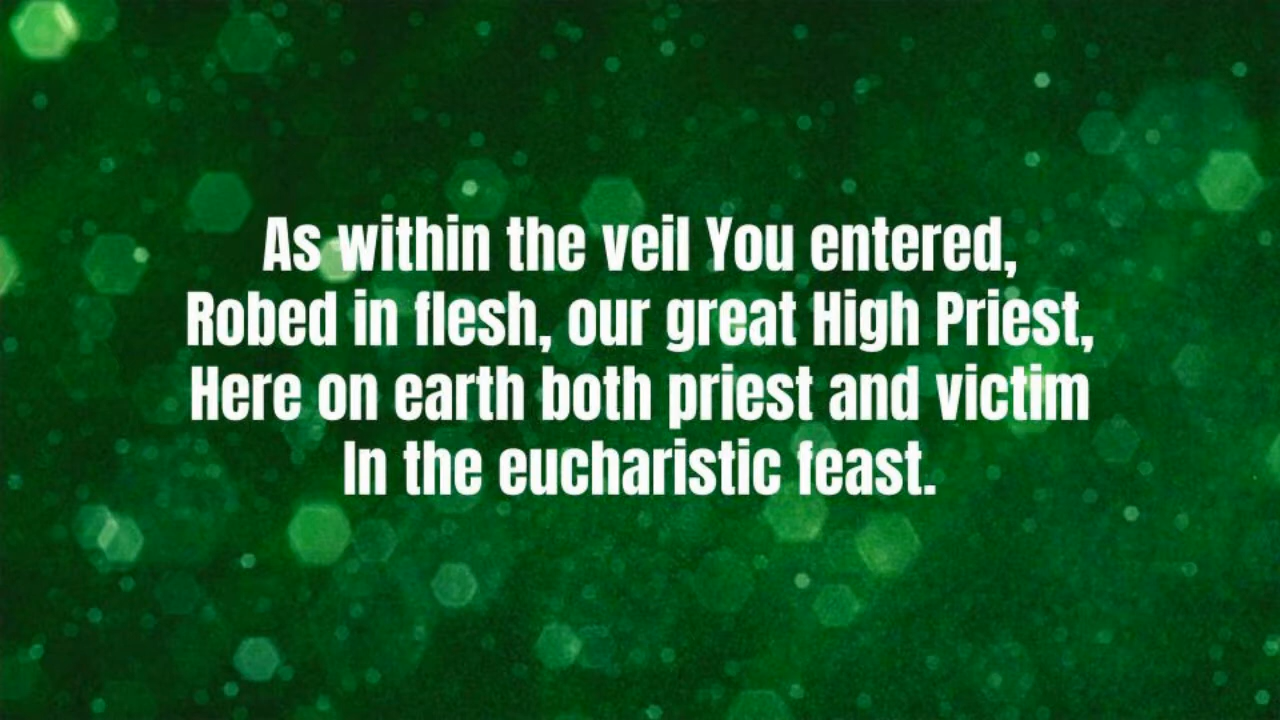 As within the veil You entered,
Robed in flesh, our great High Priest,
Here on earth both priest and victim
In the eucharistic feast.